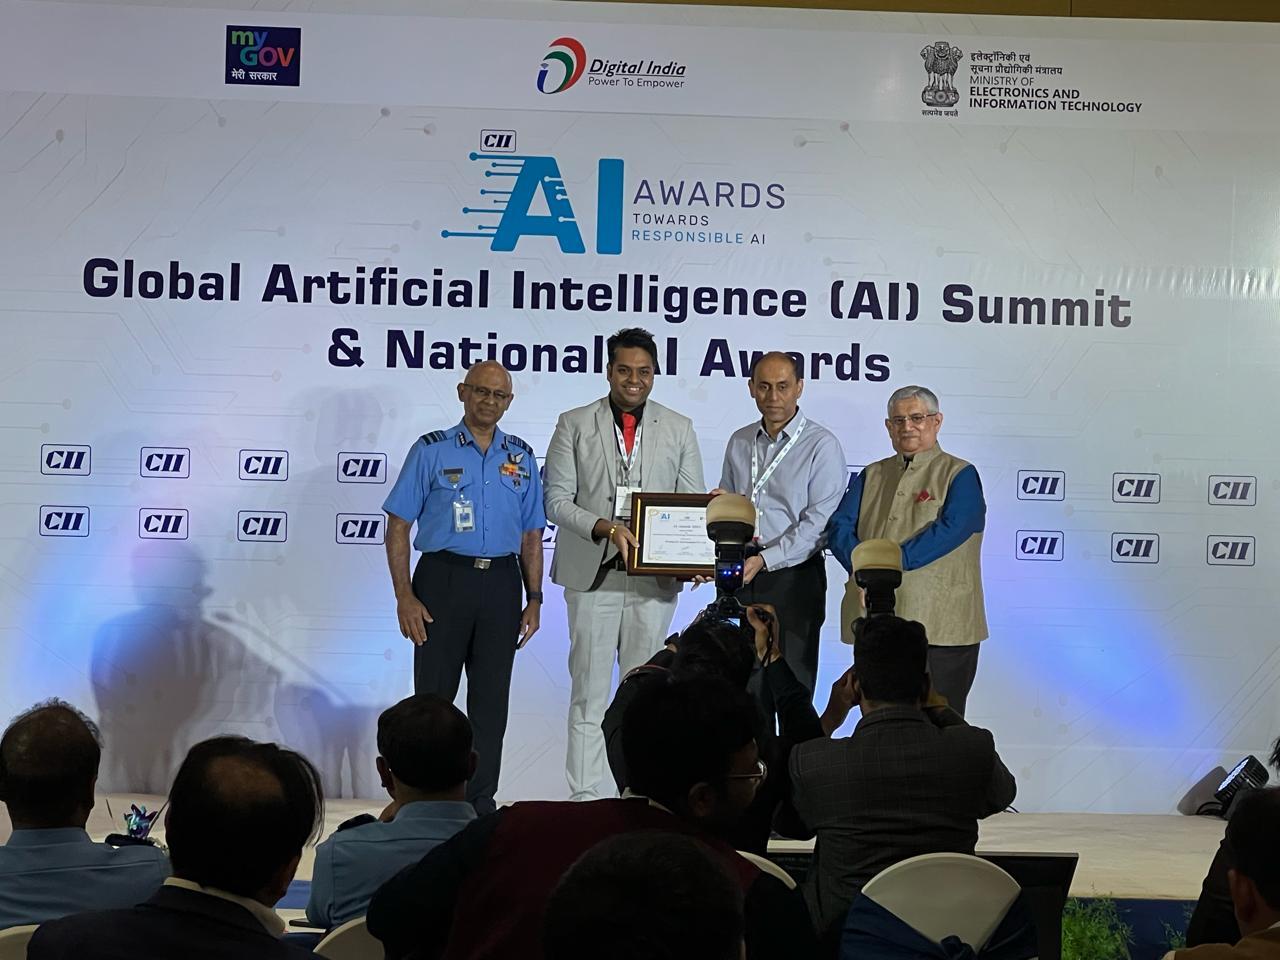 my
GOV
मेरी सरकार
Digital India
Power To Empower
इलेक्ट्रॉनिकी एवं
सूचना प्रौद्योगिकी मंत्रालय
MINISTRY OF
ELECTRONICS AND
INFORMATION TECHNOLOGY
सत्यमेव जयते
CII
AI AWARDS
TOWARDS
RESPONSIBLE AI
Global Artificial Intelligence (AI) Summit
& National AI Awards
CII CII CII CII CII CII CII
CII CII CII CII CII CII CII
AI